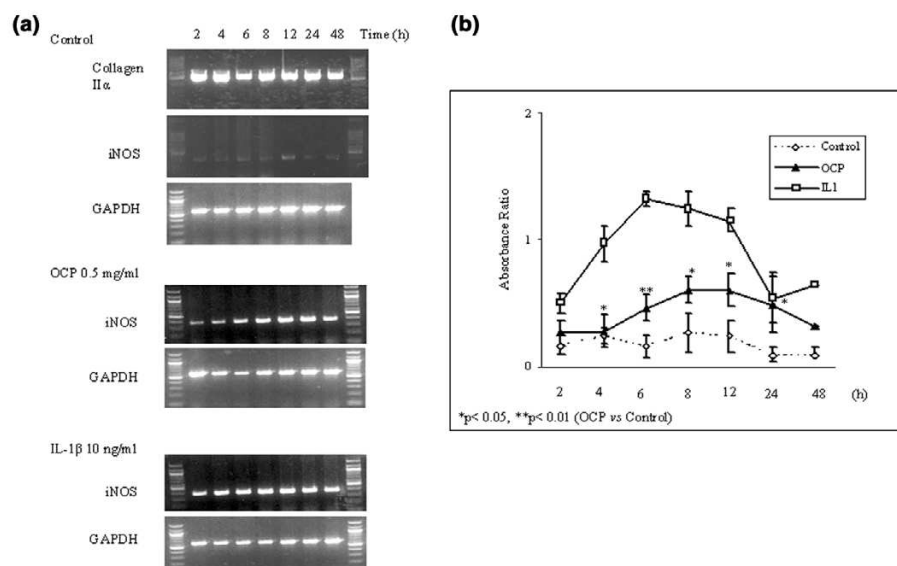 (a)
Control
2 4 6 8 12 24 48 Time (h)
Collagen
IIα
iNOS
GAPDH
OCP 0.5 mg/ml
iNOS
GAPDH
IL-1β 10 ng/ml
iNOS
GAPDH
(b)
2
Control
OCP
IL1
Absorbance Ratio
1
*
**
*
*
*
0
2 4 6 8 12 24 48 (h)
*p< 0.05, **p< 0.01 (OCP vs Control)